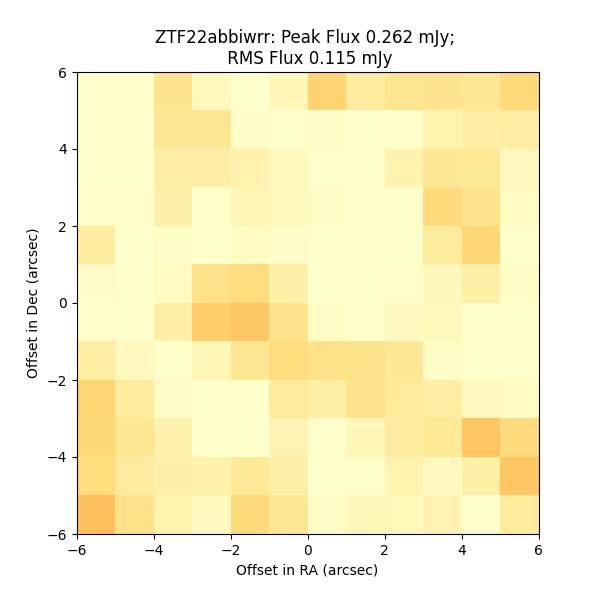 ZTF22abbiwrr: Peak Flux 0.262 mJy;
RMS Flux 0.115 mJy
6
4
2
0
−2
−4
−6
Offset in Dec (arcsec)
−6 −4 −2 0 2 4 6
Offset in RA (arcsec)